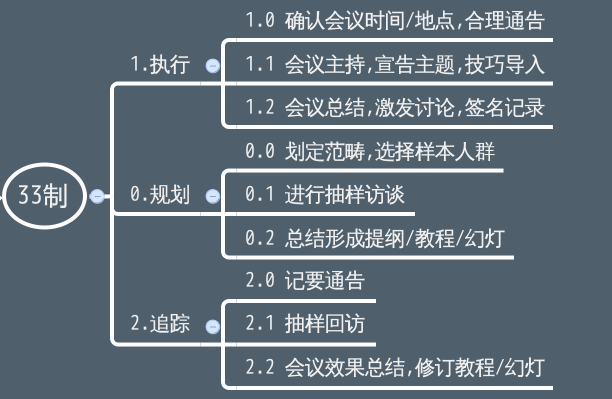 33制
1.执行
1.0 确认会议时间/地点,合理通告
1.1 会议主持,宣告主题,技巧导入
1.2 会议总结,激发讨论,签名记录
0.规划
0.0 划定范畴,选择样本人群
0.1 进行抽样访谈
0.2 总结形成提纲/教程/幻灯
2.追踪
2.0 记要通告
2.1 抽样回访
2.2 会议效果总结,修订教程/幻灯